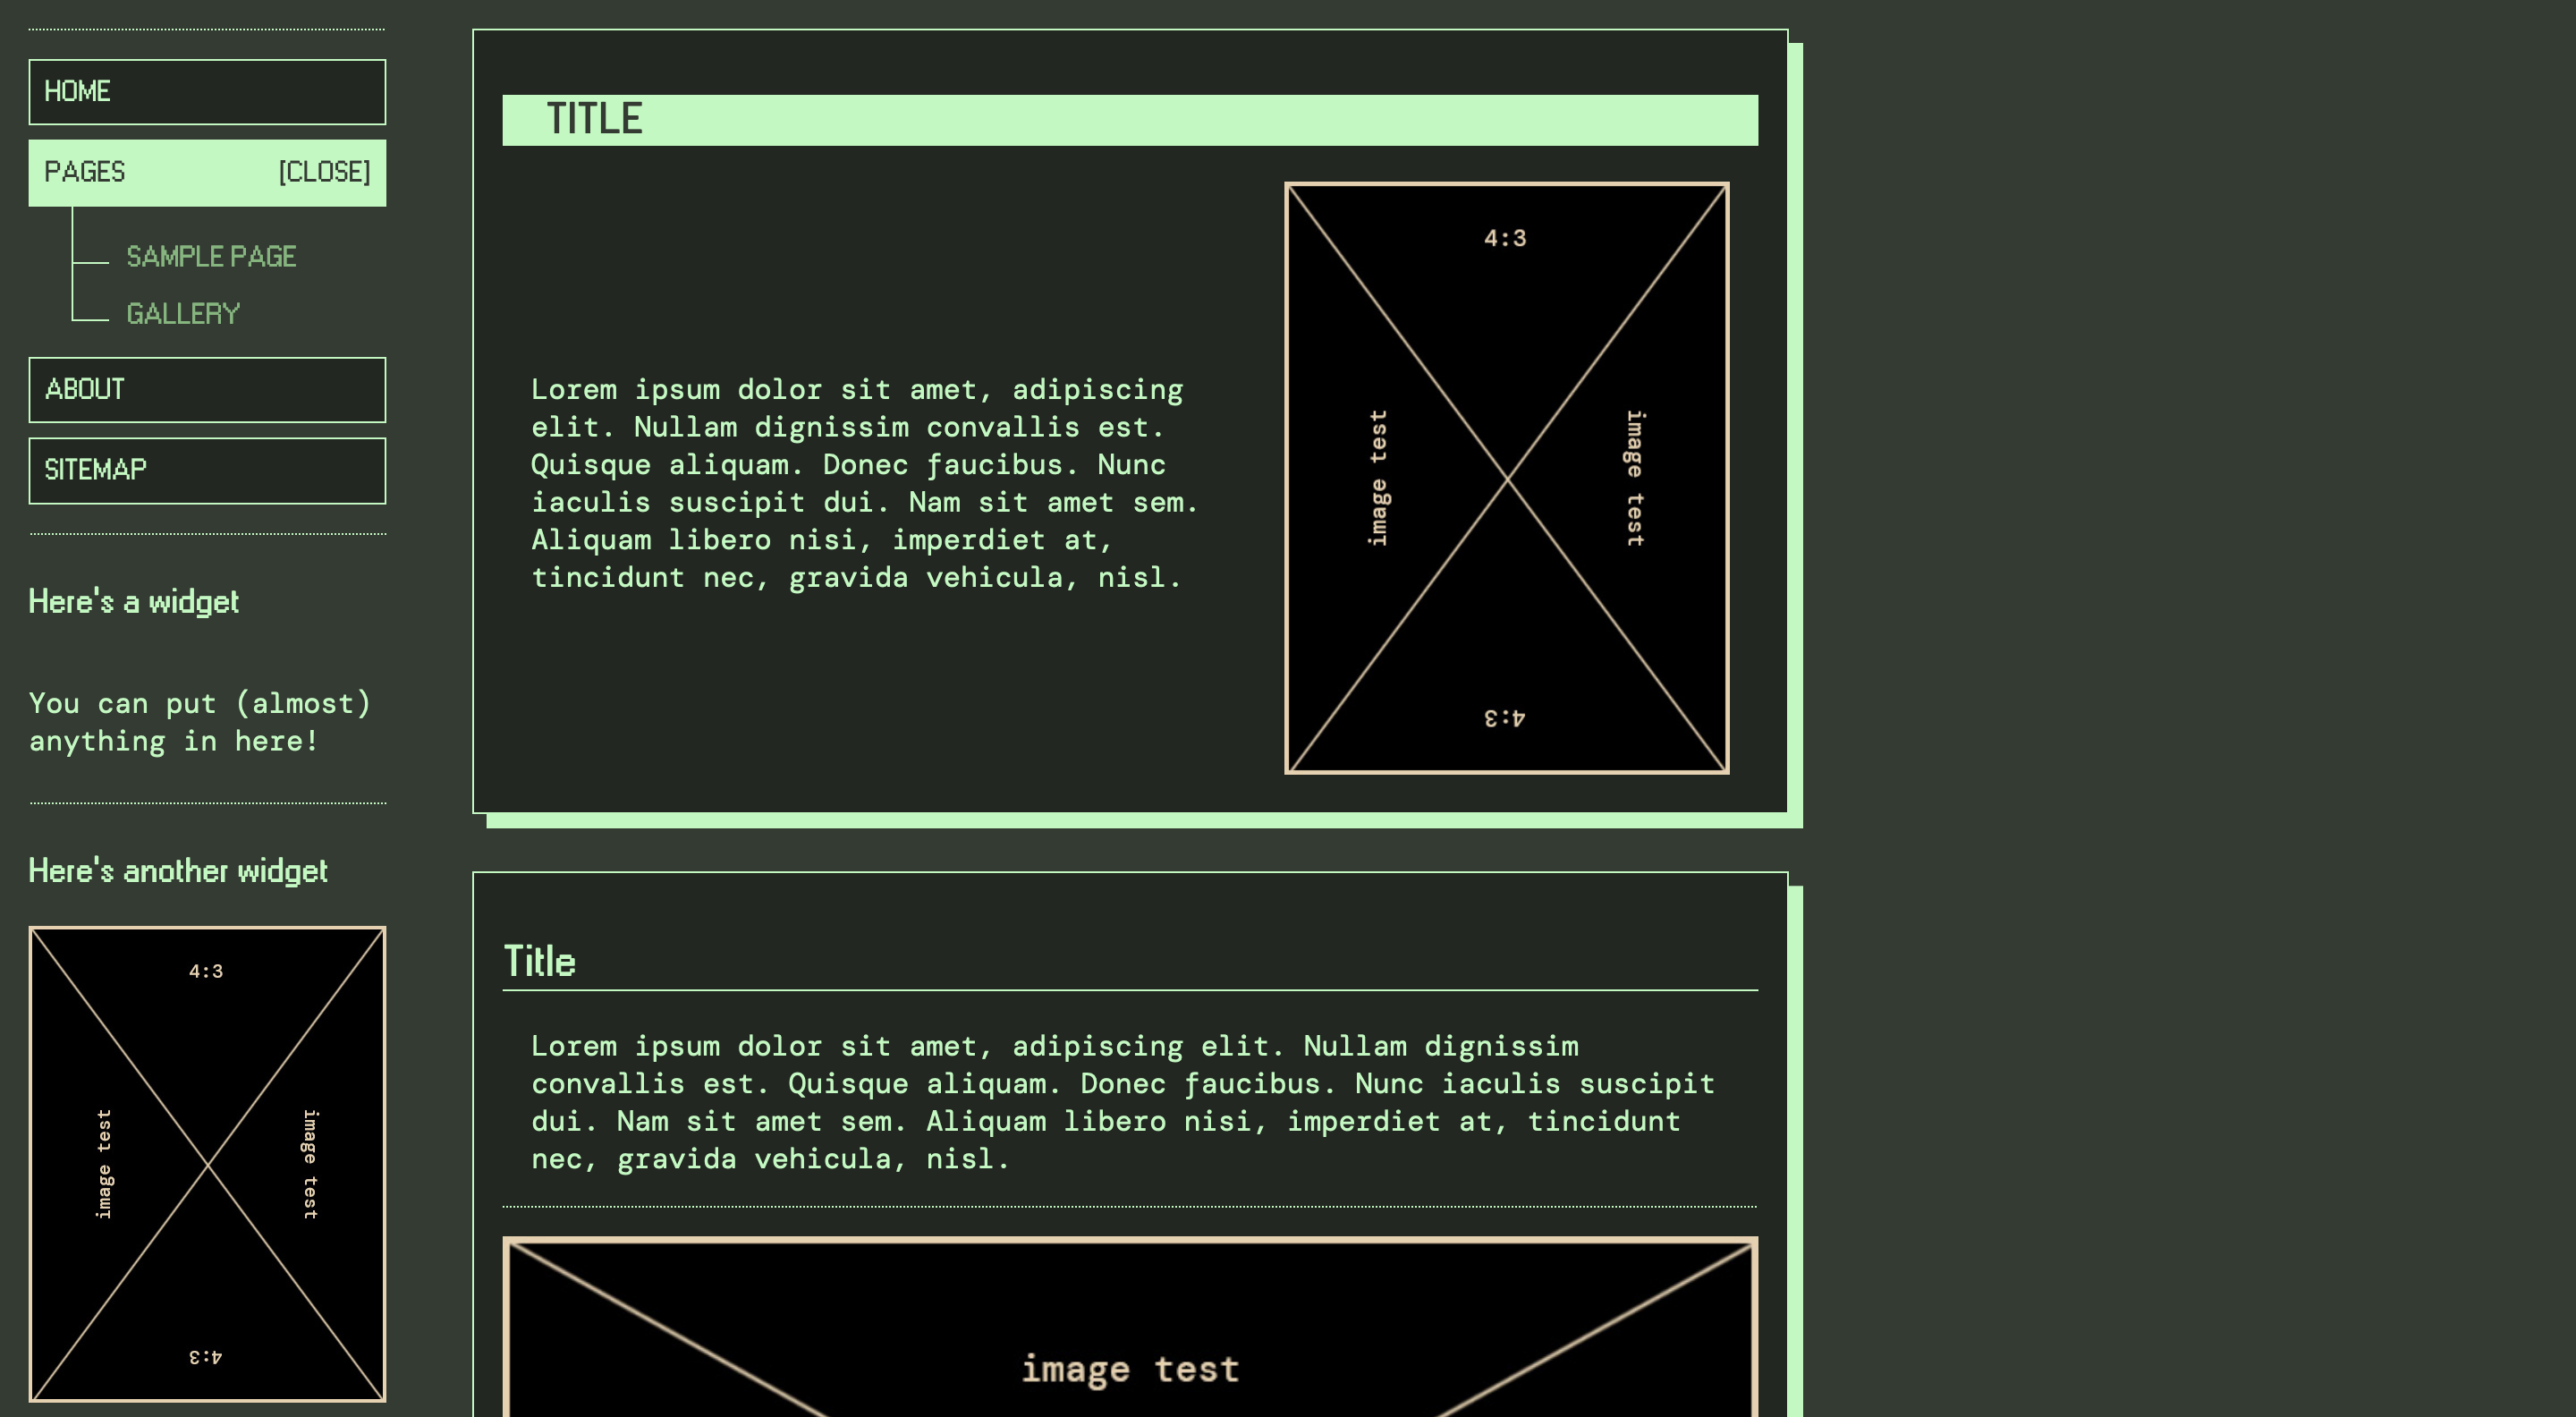 HOME
PAGES [CLOSE]
SAMPLE PAGE
GALLERY
ABOUT
SITEMAP
Here's a widget
You can put (almost)
anything in here!
Here's another widget
4:3
image test
image test
4:3
TITLE
Lorem ipsum dolor sit amet, adipiscing
elit. Nullam dignissim convallis est.
Quisque aliquam. Donec faucibus. Nunc
iaculis suscipit dui. Nam sit amet sem.
Aliquam libero nisi, imperdiet at,
tincidunt nec, gravida vehicula, nisl.
4:3
image test
image test
4:3
Title
Lorem ipsum dolor sit amet, adipiscing elit. Nullam dignissim
convallis est. Quisque aliquam. Donec faucibus. Nunc iaculis suscipit
dui. Nam sit amet sem. Aliquam libero nisi, imperdiet at, tincidunt
nec, gravida vehicula, nisl.
image test